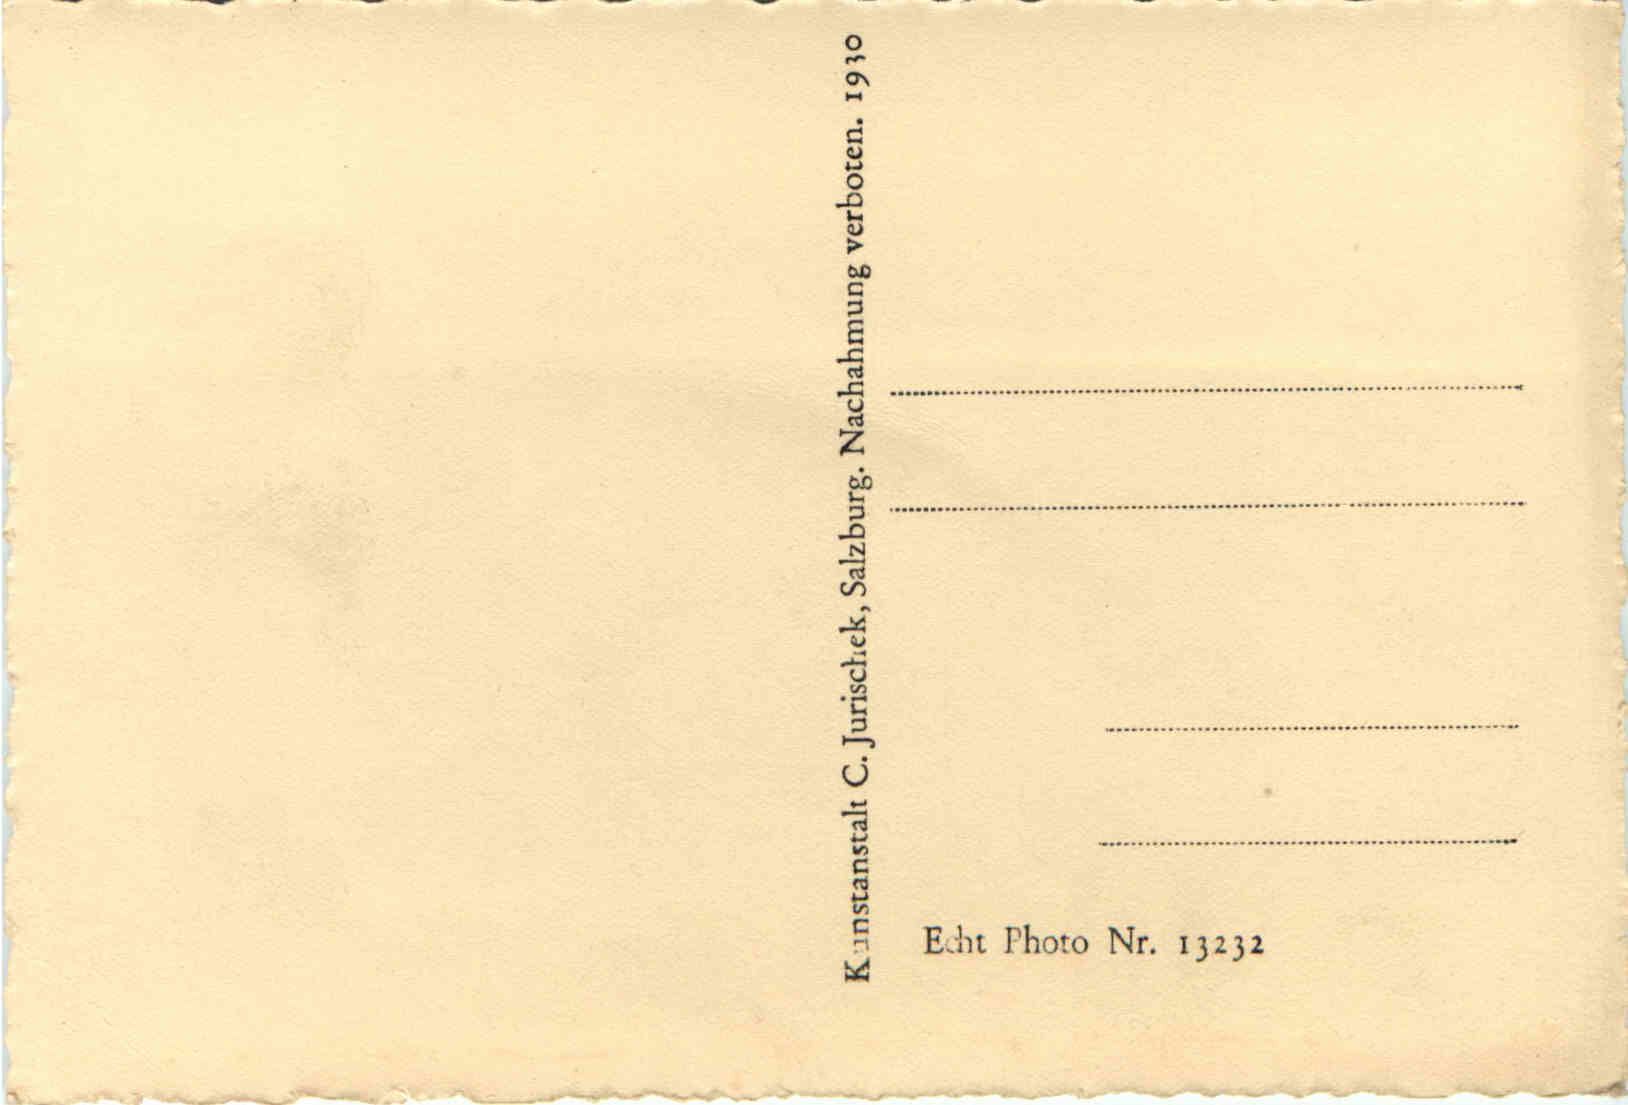 Kunstanstalt C. Jurischek, Salzburg. Nachahmung verboten. 1930
Echt Photo Nr. 13232